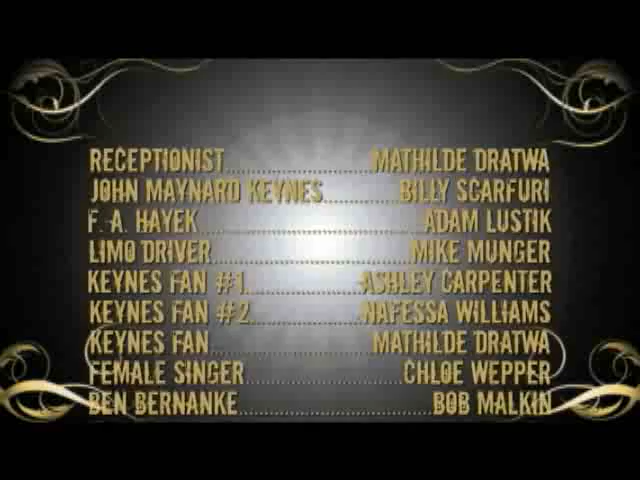 RECEPTIONIST......................MATHILDE DRATWA
JOHN MAYNARD KEYNES...........BILLY SCARFURI
F. A. HAYEK.................................ADAM LUSTIK
LIMO DRIVER.............................MIKE MUNGER
KEYNES FAN #1................ASHLEY CARPENTER
KEYNES FAN #2...............NAFESSA WILLIAMS
KEYNES FAN........................MATHILDE DRATWA
FEMALE SINGER.......................CHLOE WEPPER
BEN BERNANKE...........................BOB MALKIN